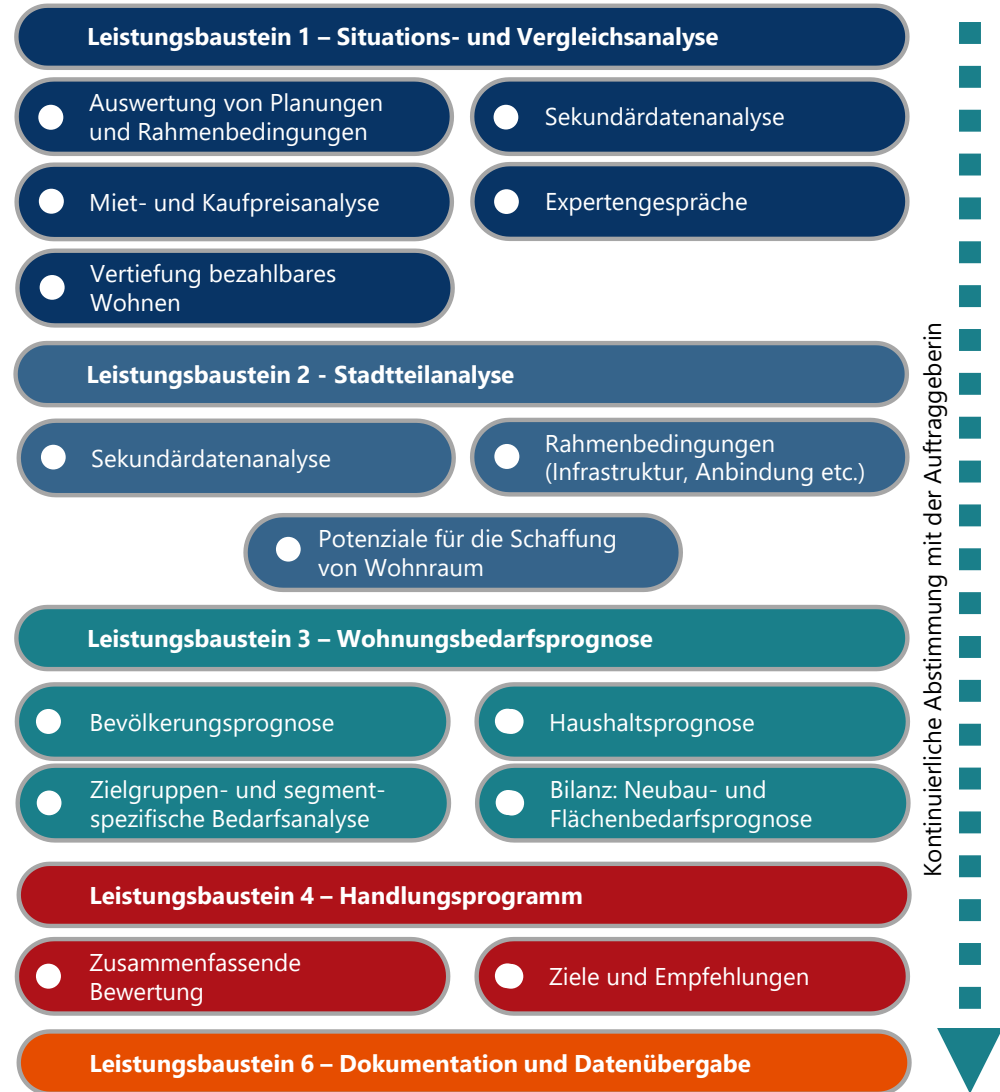 Leistungsbaustein 1 – Situations- und Vergleichsanalyse
Auswertung von Planungen
und Rahmenbedingungen
Sekundärdatenanalyse
Miet- und Kaufpreisanalyse
Expertengespräche
Vertiefung bezahlbares
Wohnen
Leistungsbaustein 2 - Stadtteilanalyse
Sekundärdatenanalyse
Rahmenbedingungen
(Infrastruktur, Anbindung etc.)
Potenziale für die Schaffung
von Wohnraum
Leistungsbaustein 3 – Wohnungsbedarfsprognose
Bevölkerungsprognose
Haushaltsprognose
Zielgruppen- und segment-
spezifische Bedarfsanalyse
Bilanz: Neubau- und
Flächenbedarfsprognose
Leistungsbaustein 4 – Handlungsprogramm
Zusammenfassende
Bewertung
Ziele und Empfehlungen
Leistungsbaustein 6 – Dokumentation und Datenübergabe
Kontinuierliche Abstimmung mit der Auftraggeberin